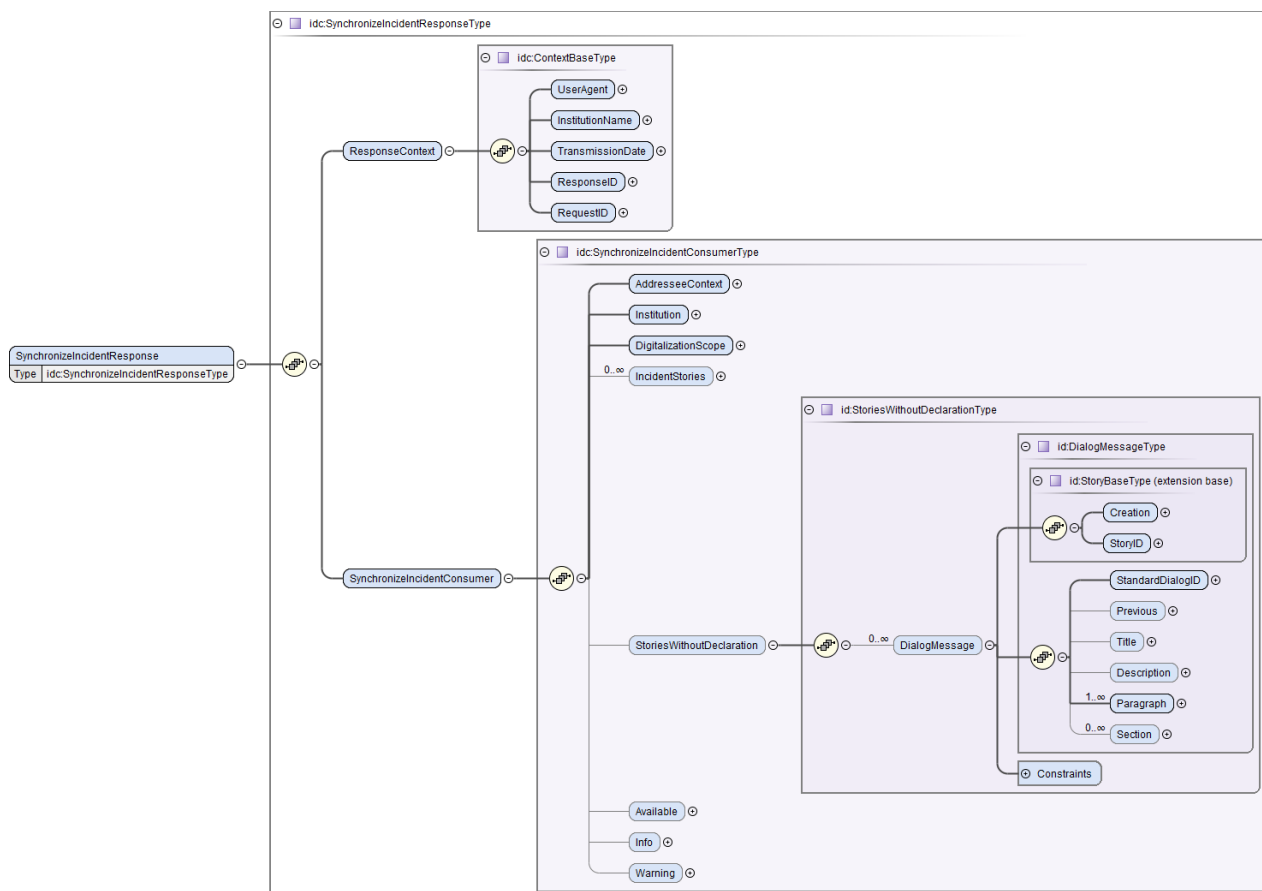 idc:SynchronizeIncidentResponseType
idc:ContextBaseType
UserAgent
InstitutionName
ResponseContext
TransmissionDate
ResponseID
RequestID
idc:SynchronizeIncidentConsumerType
AddresseeContext
Institution
DigitalizationScope
SynchronizeIncidentResponse
Type idc:SynchronizeIncidentResponseType
0..∞ IncidentStories
id:StoriesWithoutDeclarationType
id:DialogMessageType
id:StoryBaseType (extension base)
Creation
StoryID
SynchronizeIncidentConsumer
StandardDialogID
Previous
StoriesWithoutDeclaration
0..∞ DialogMessage
Title
Description
1..∞ Paragraph
0..∞ Section
Constraints
Available
Info
Warning